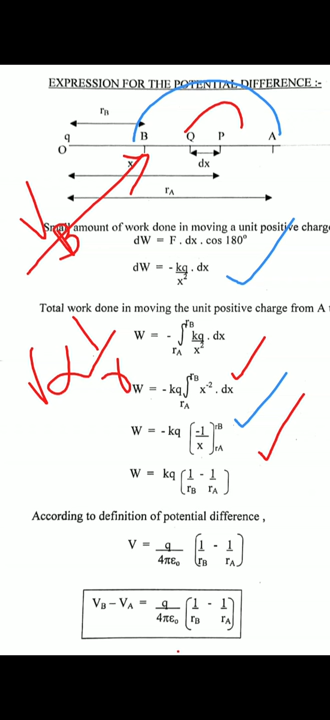 EXPRESSION FOR THE POTENTIAL DIFFERENCE :-
rB
q B Q P A
O
x dx
rA
Small amount of work done in moving a unit positive charge
dW = F . dx . cos 180°
dW = - kq/x² . dx
Total work done in moving the unit positive charge from A
W = - ∫ rA rB kq/x² . dx
W = - kq ∫ rA rB x⁻² . dx
W = - kq (-1/x) rB rA
W = kq (1/rB - 1/rA)
According to definition of potential difference ,
V = q/4πε₀ (1/rB - 1/rA)
VB – VA = q/4πε₀ (1/rB - 1/rA)